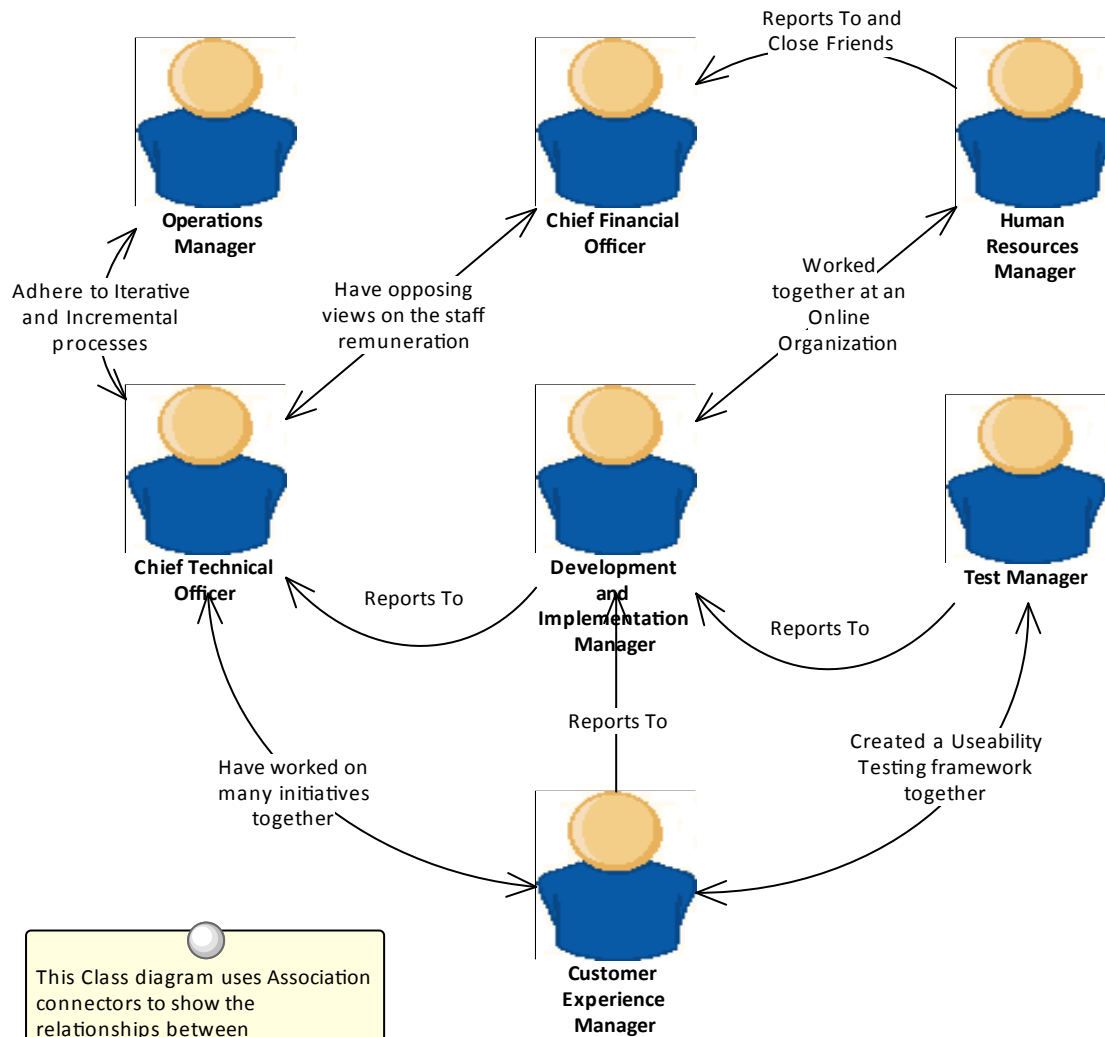 Reports To and
Close Friends
Operations
Manager
Chief Financial
Officer
Human
Resources
Manager
Adhere to Iterative
and Incremental
processes
Have opposing
views on the staff
remuneration
Worked
together at an
Online
Organization
Chief Technical
Officer
Development
and
Implementation
Manager
Test Manager
Reports To
Reports To
Reports To
Have worked on
many initiatives
together
Created a Useability
Testing framework
together
Customer
Experience
Manager
This Class diagram uses Association
connectors to show the
relationships between